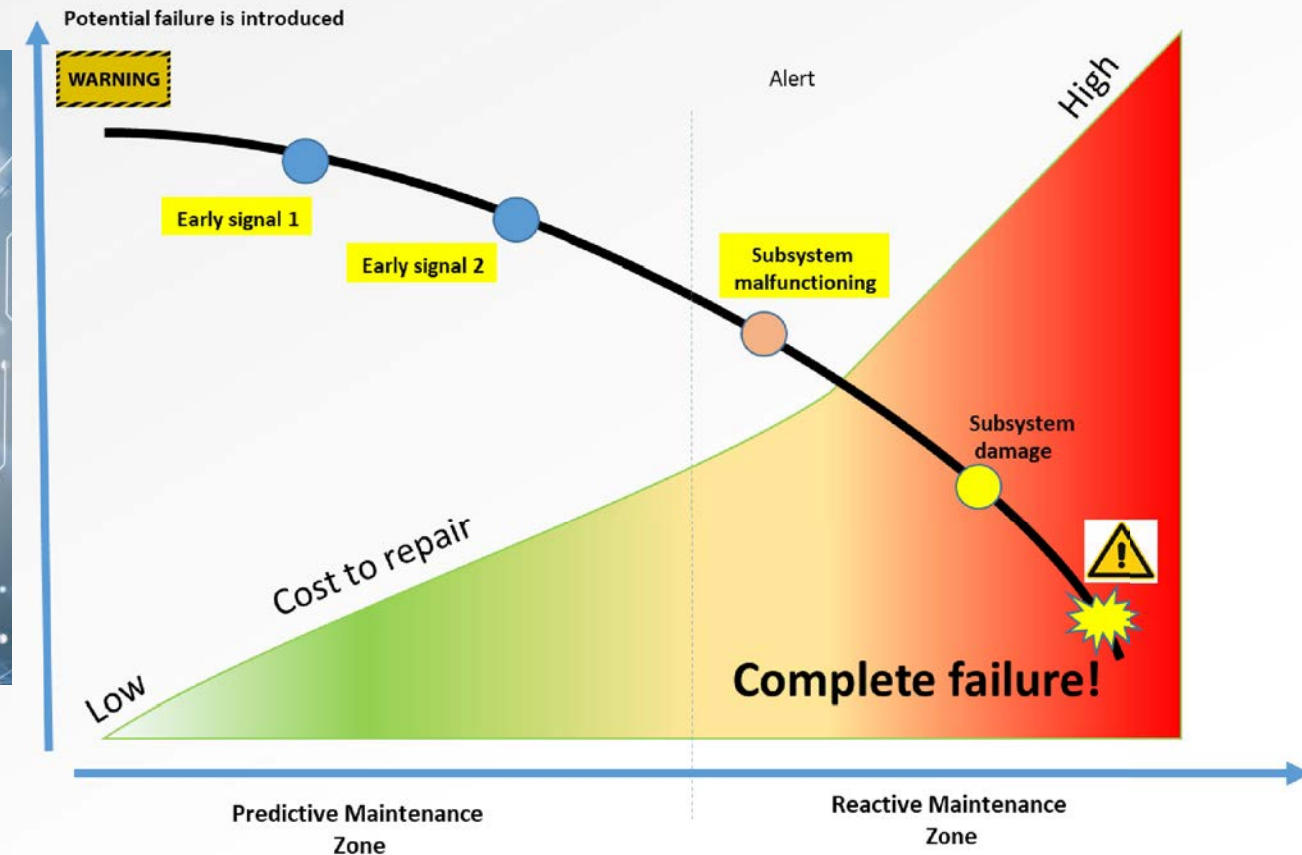 Potential failure is introduced
WARNING
Alert
High
Early signal 1
Early signal 2
Subsystem
malfunctioning
Subsystem
damage
Cost to repair
Low
Complete failure!
Predictive Maintenance
Zone
Reactive Maintenance
Zone